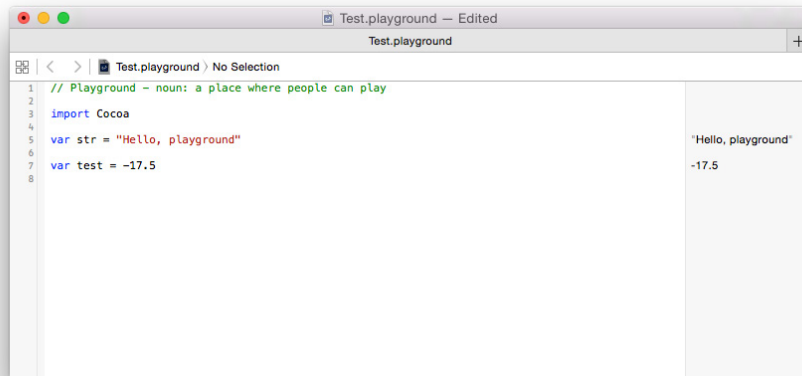 Test.playground — Edited
Test.playground
+
Test.playground 〉 No Selection
1 // Playground – noun: a place where people can play
2
3 import Cocoa
4
5 var str = "Hello, playground" "Hello, playground"
6
7 var test = -17.5 -17.5
8